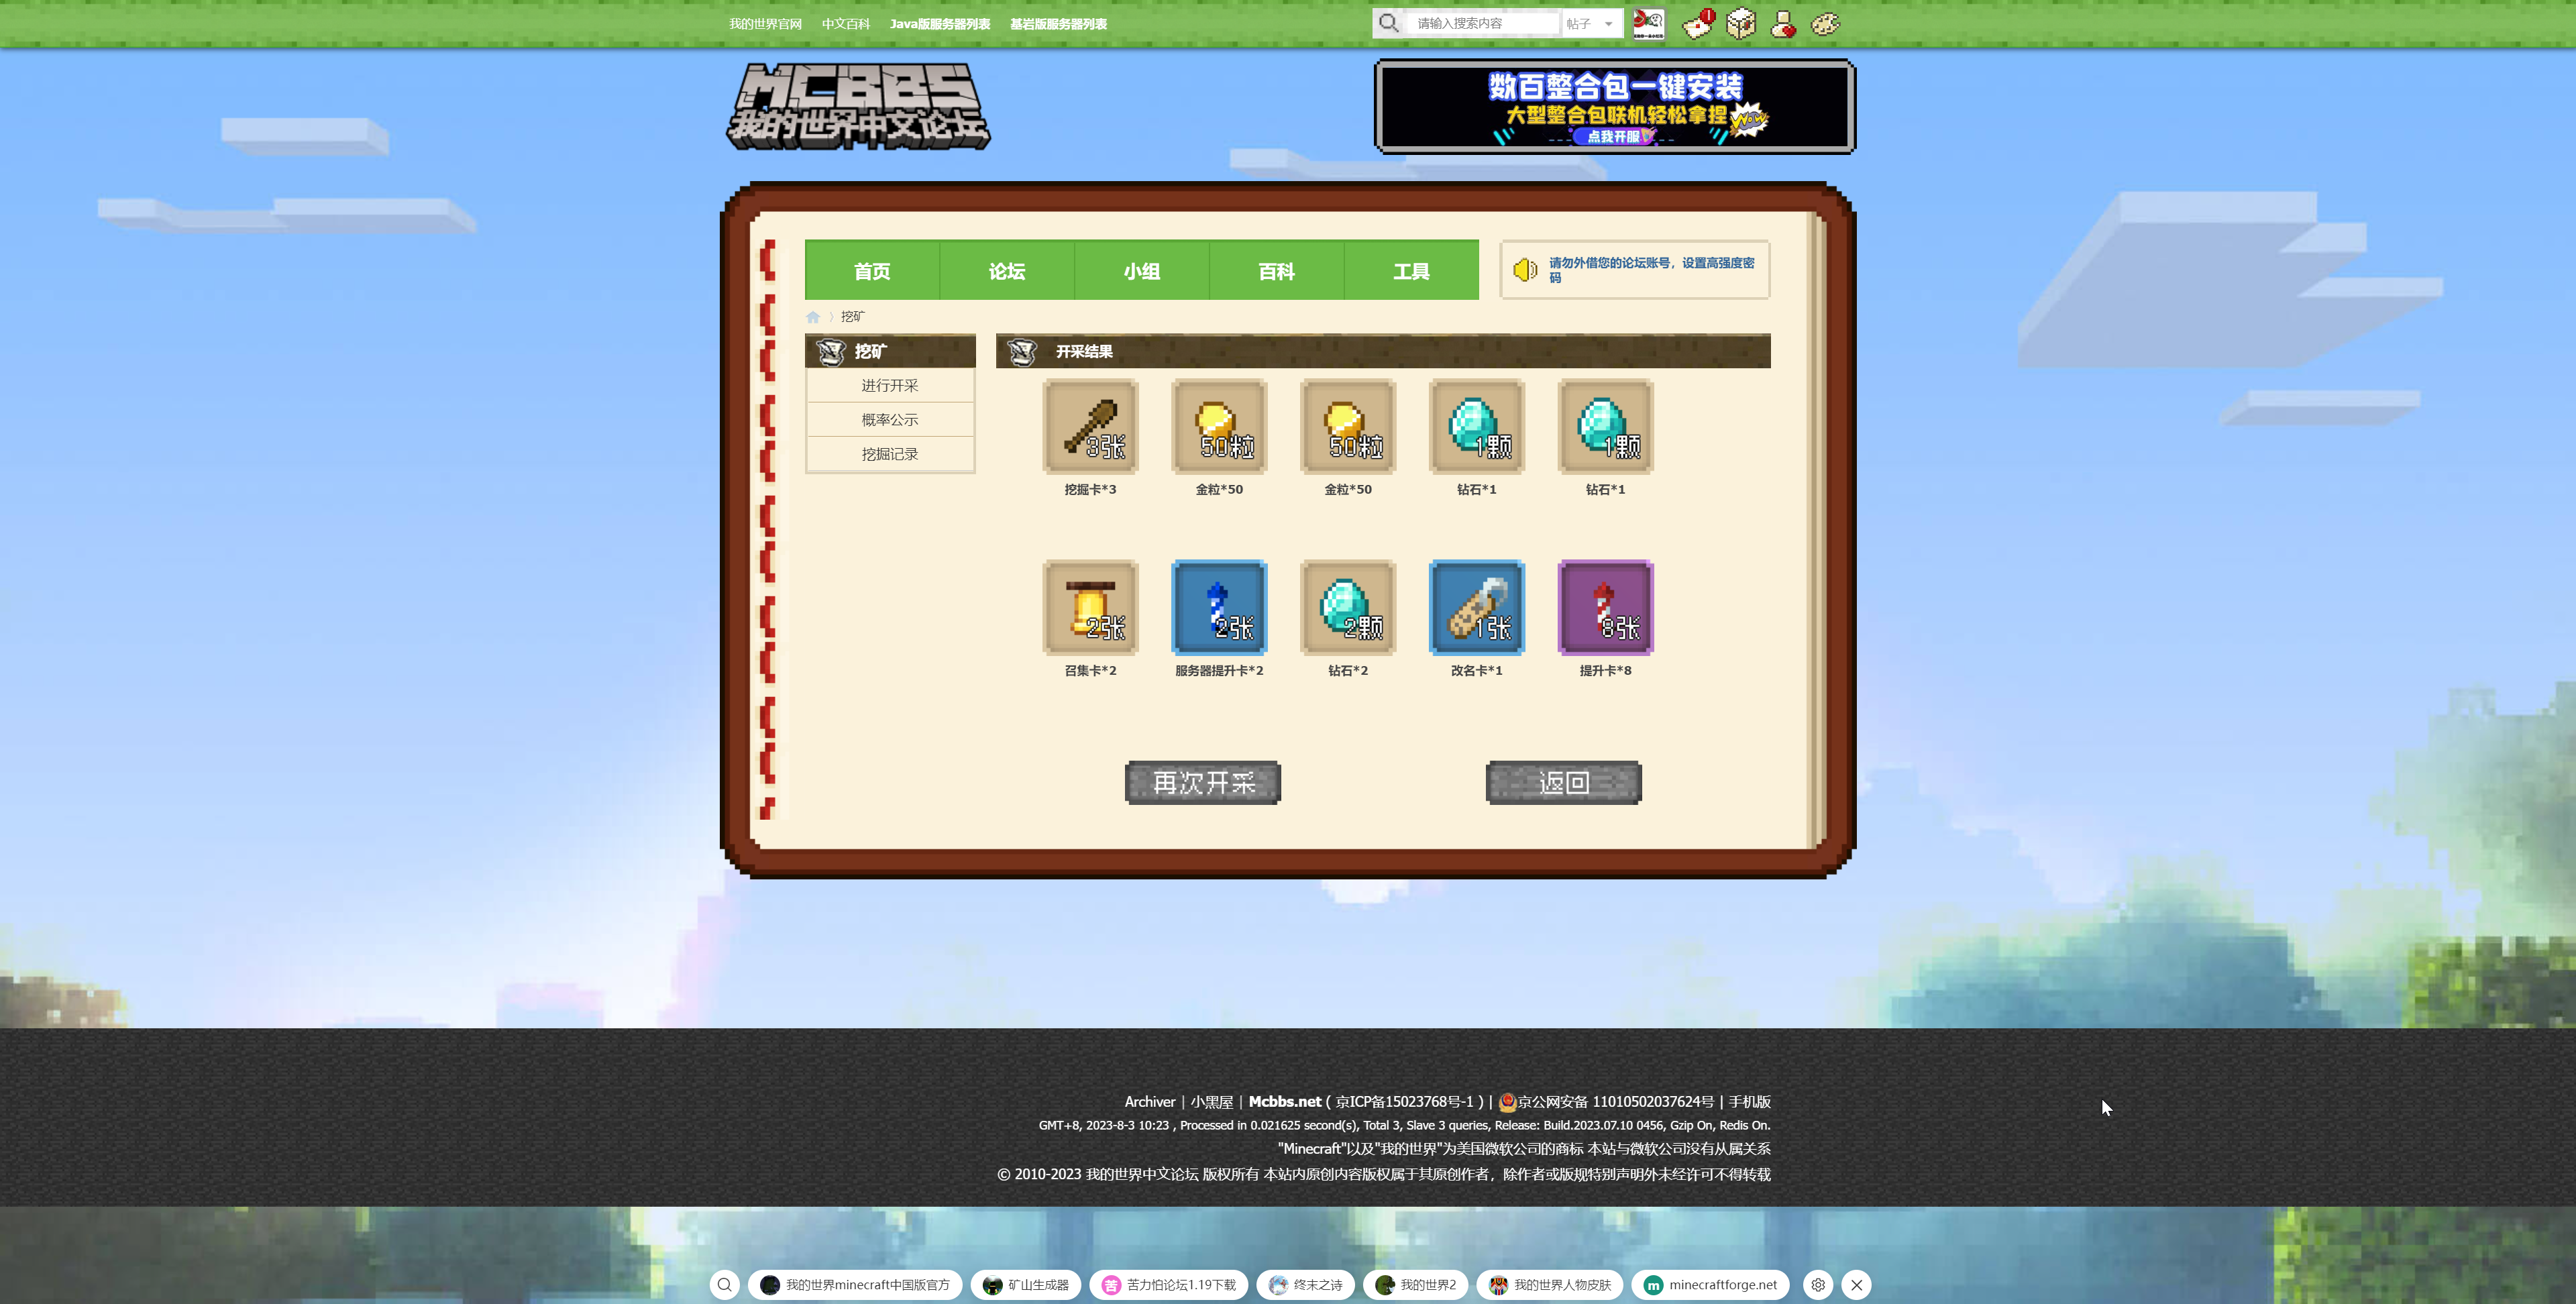 我的世界官网 中文百科 Java版服务器列表 基岩版服务器列表 请输入搜索内容 帖子
MCBBS
我的世界中文论坛
数百整合包一键安装
大型整合包联机轻松拿捏 WOW
点我开服
首页 论坛 小组 百科 工具
请勿外借您的论坛账号，设置高强度密
码
挖矿
挖矿
进行开采
概率公示
挖掘记录
开采结果
3张 50粒 50粒 1颗 1颗
挖掘卡*3 金粒*50 金粒*50 钻石*1 钻石*1
2张 2张 2颗 1张 8张
召集卡*2 服务器提升卡*2 钻石*2 改名卡*1 提升卡*8
再次开采 返回
Archiver | 小黑屋 | Mcbbs.net ( 京ICP备15023768号-1 ) | 京公网安备 11010502037624号 | 手机版
GMT+8, 2023-8-3 10:23 , Processed in 0.021625 second(s), Total 3, Slave 3 queries, Release: Build.2023.07.10 0456, Gzip On, Redis On.
"Minecraft"以及"我的世界"为美国微软公司的商标 本站与微软公司没有从属关系
© 2010-2023 我的世界中文论坛 版权所有 本站内原创内容版权属于其原创作者，除作者或版规特别声明外未经许可不得转载
我的世界minecraft中国版官方 矿山生成器 苦 苦力怕论坛1.19下载 终末之诗 我的世界2 我的世界人物皮肤 m minecraftforge.net